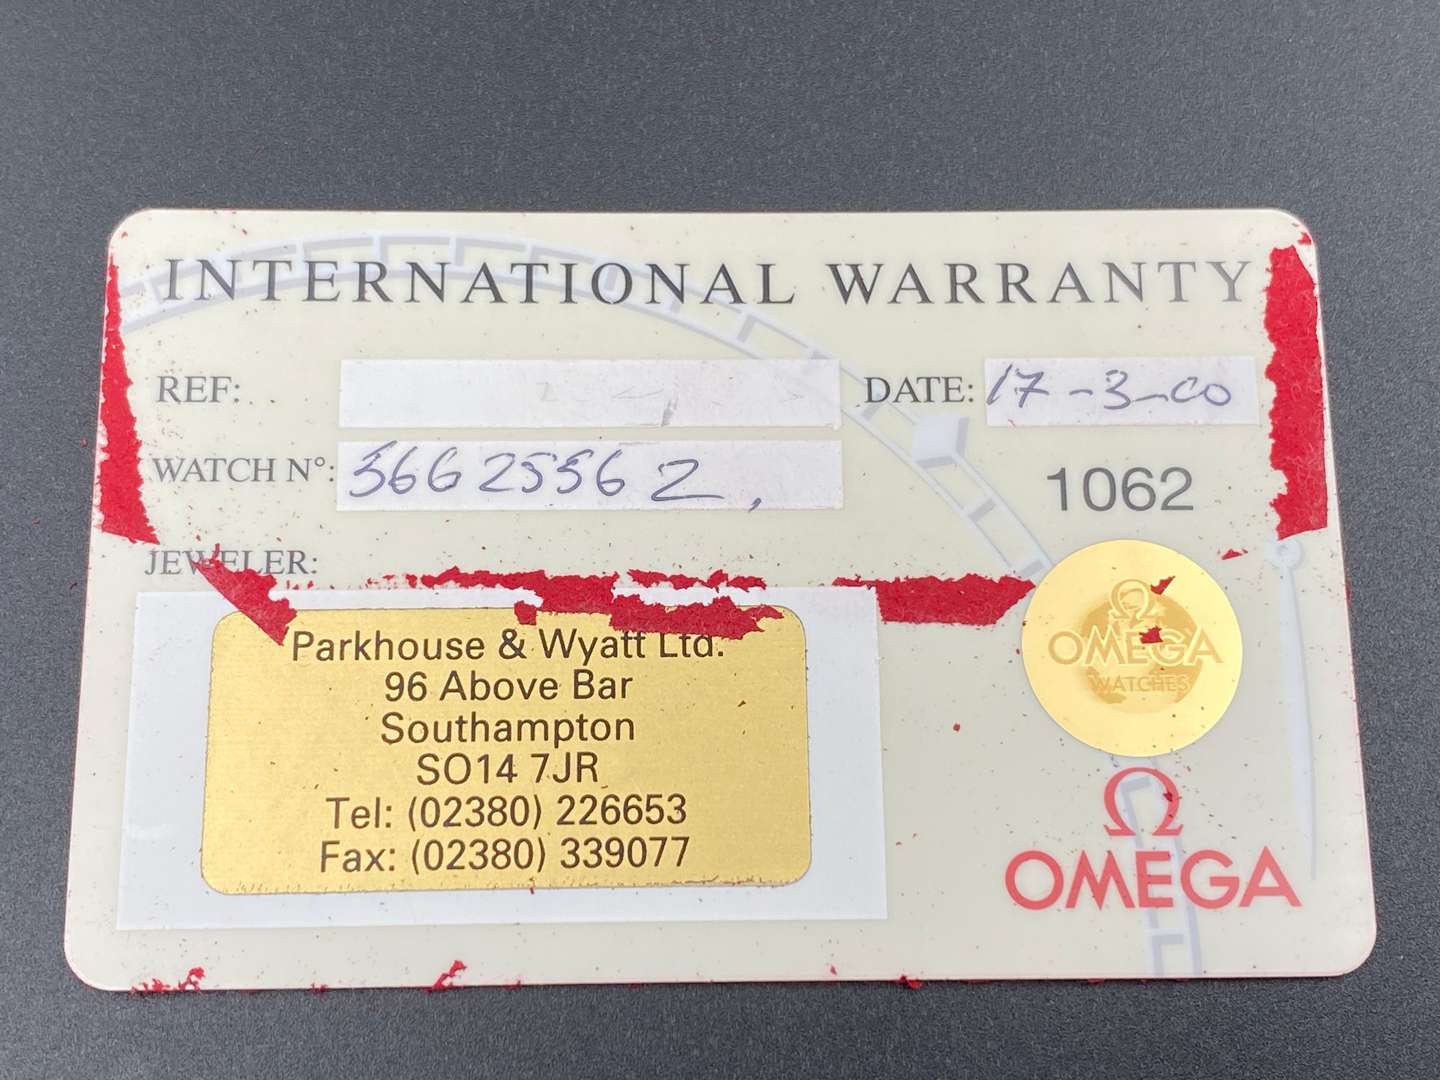 INTERNATIONAL WARRANTY
REF:
DATE: 17-3-00
WATCH N°: 56625562
1062
JEWELER:
Parkhouse & Wyatt Ltd.
96 Above Bar
Southampton
SO14 7JR
Tel: (02380) 226653
Fax: (02380) 339077
Ω
OMEGA
WATCHES
Ω
OMEGA